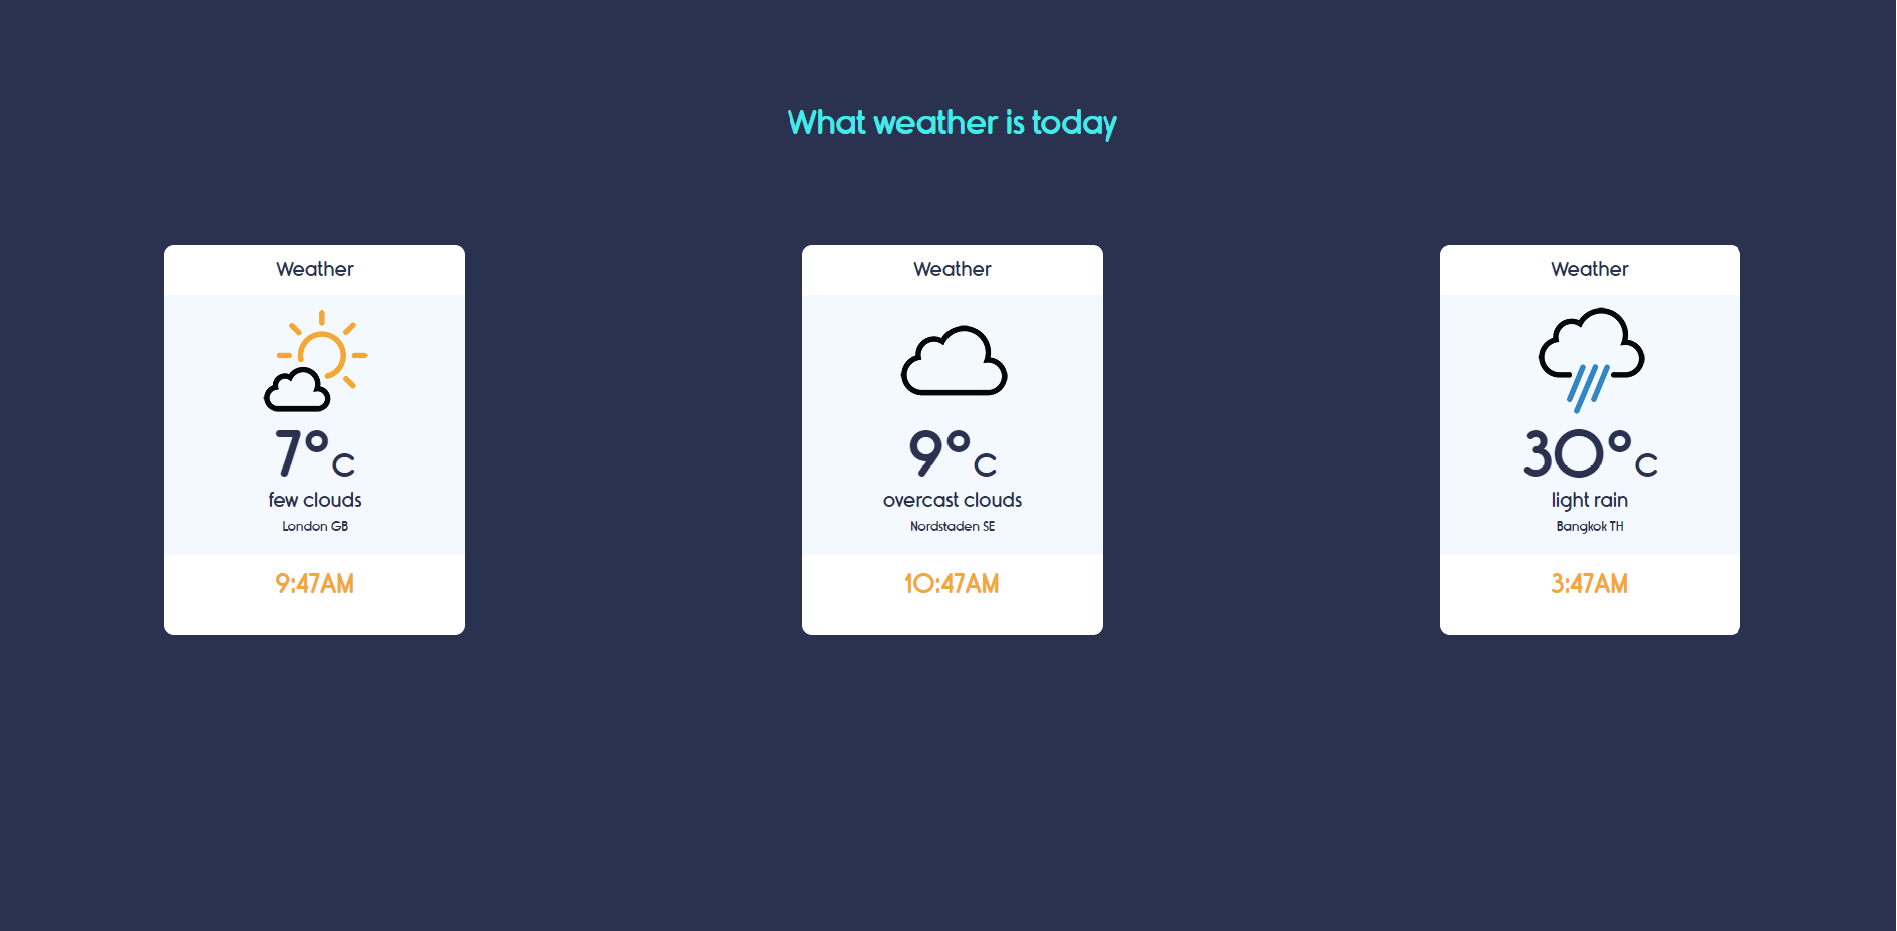 What weather is today
Weather
7°C
few clouds
London GB
9:47AM
Weather
9°C
overcast clouds
Nordstaden SE
10:47AM
Weather
30°C
light rain
Bangkok TH
3:47AM